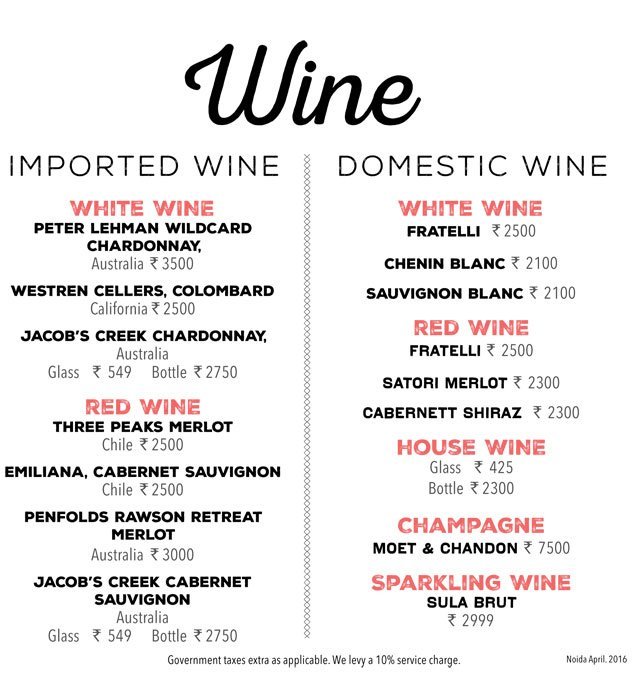 Wine
IMPORTED WINE
WHITE WINE
PETER LEHMAN WILDCARD
CHARDONNAY,
Australia ₹ 3500
WESTREN CELLERS, COLOMBARD
California ₹ 2500
JACOB'S CREEK CHARDONNAY,
Australia
Glass ₹ 549 Bottle ₹ 2750
RED WINE
THREE PEAKS MERLOT
Chile ₹ 2500
EMILIANA, CABERNET SAUVIGNON
Chile ₹ 2500
PENFOLDS RAWSON RETREAT
MERLOT
Australia ₹ 3000
JACOB'S CREEK CABERNET
SAUVIGNON
Australia
Glass ₹ 549 Bottle ₹ 2750
DOMESTIC WINE
WHITE WINE
FRATELLI ₹ 2500
CHENIN BLANC ₹ 2100
SAUVIGNON BLANC ₹ 2100
RED WINE
FRATELLI ₹ 2500
SATORI MERLOT ₹ 2300
CABERNETT SHIRAZ ₹ 2300
HOUSE WINE
Glass ₹ 425
Bottle ₹ 2300
CHAMPAGNE
MOET & CHANDON ₹ 7500
SPARKLING WINE
SULA BRUT
₹ 2999
Government taxes extra as applicable. We levy a 10% service charge.
Noida April. 2016